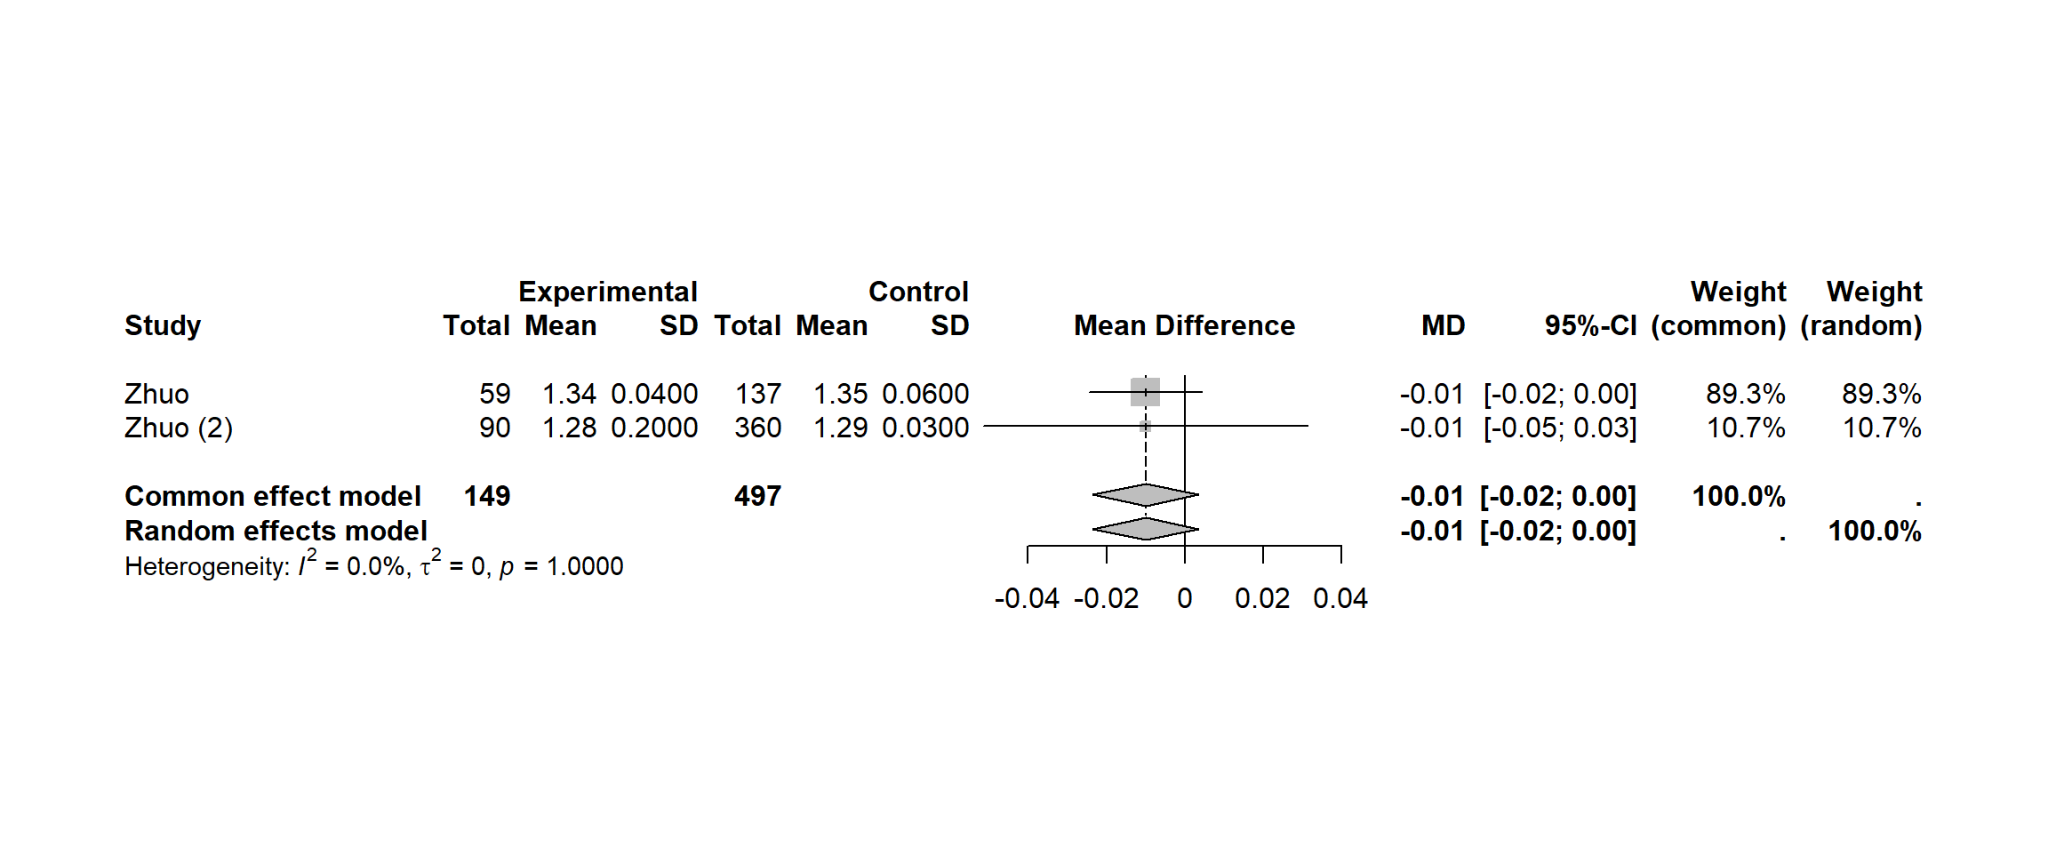 Experimental Control Weight Weight
Study Total Mean SD Total Mean SD Mean Difference MD 95%-CI (common) (random)
Zhuo 59 1.34 0.0400 137 1.35 0.0600 -0.01 [-0.02; 0.00] 89.3% 89.3%
Zhuo (2) 90 1.28 0.2000 360 1.29 0.0300 -0.01 [-0.05; 0.03] 10.7% 10.7%
Common effect model 149 497 -0.01 [-0.02; 0.00] 100.0% .
Random effects model -0.01 [-0.02; 0.00] . 100.0%
Heterogeneity: I² = 0.0%, τ² = 0, p = 1.0000
-0.04 -0.02 0 0.02 0.04